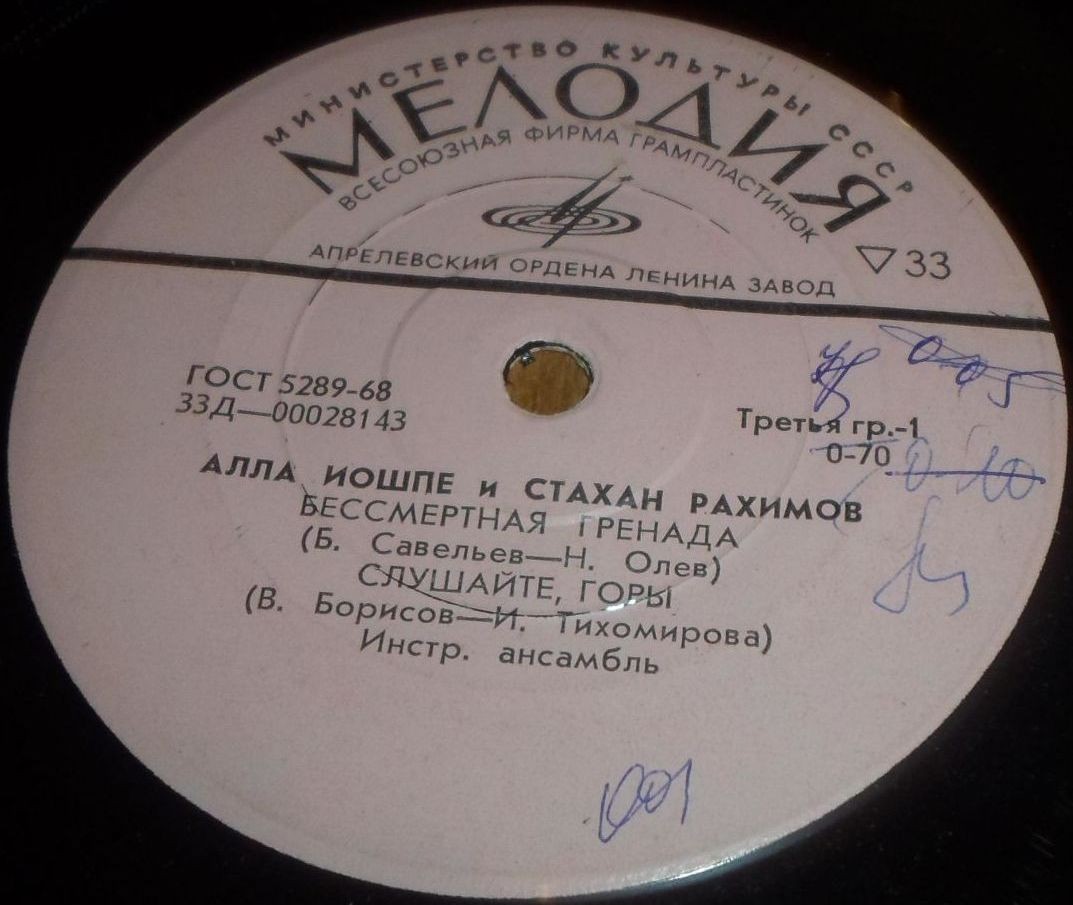 МИНИСТЕРСТВО КУЛЬТУРЫ СССР
МЕЛОДИЯ
ВСЕСОЮЗНАЯ ФИРМА ГРАМПЛАСТИНОК
▽ 33
АПРЕЛЕВСКИЙ ОРДЕНА ЛЕНИНА ЗАВОД
ГОСТ 5289-68
33Д—00028143
Третья гр.-1
0-70
АЛЛА ИОШПЕ и СТАХАН РАХИМОВ
БЕССМЕРТНАЯ ГРЕНАДА
(Б. Савельев—Н. Олев)
СЛУШАЙТЕ, ГОРЫ
(В. Борисов—И. Тихомирова)
Инстр. ансамбль